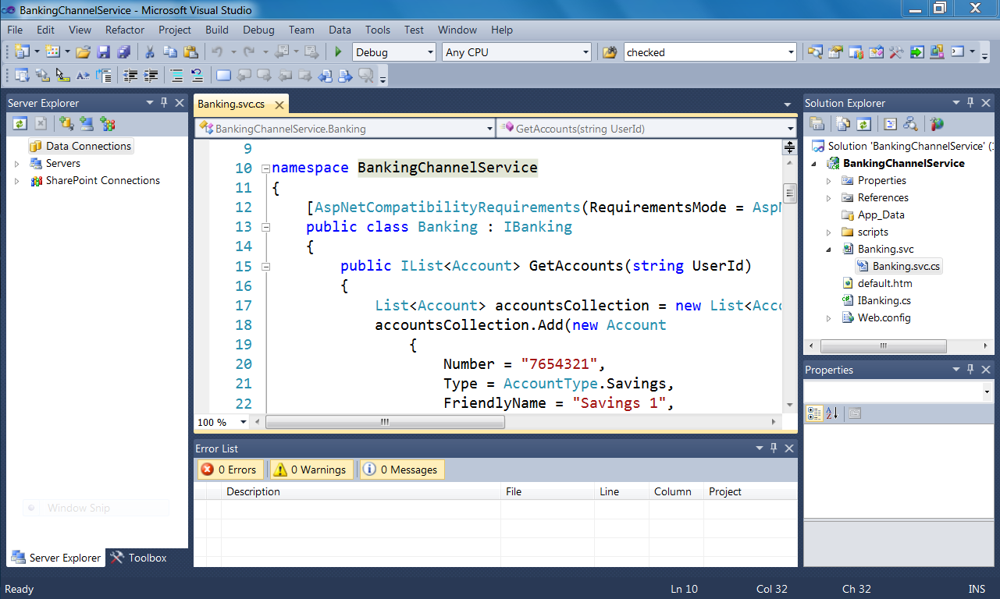 BankingChannelService - Microsoft Visual Studio
File Edit View Refactor Project Build Debug Team Data Tools Test Window Help
Debug Any CPU checked
Server Explorer
Data Connections
Servers
SharePoint Connections
Window Snip
Server Explorer Toolbox
Banking.svc.cs
BankingChannelService.Banking GetAccounts(string UserId)
9
10 namespace BankingChannelService
11 {
12 [AspNetCompatibilityRequirements(RequirementsMode = Asp
13 public class Banking : IBanking
14 {
15 public IList<Account> GetAccounts(string UserId)
16 {
17 List<Account> accountsCollection = new List<Acc
18 accountsCollection.Add(new Account
19 {
20 Number = "7654321",
21 Type = AccountType.Savings,
22 FriendlyName = "Savings 1",
100 %
Error List
0 Errors 0 Warnings 0 Messages
Description File Line Column Project
Solution Explorer
Solution 'BankingChannelService' (
BankingChannelService
Properties
References
App_Data
scripts
Banking.svc
Banking.svc.cs
default.htm
IBanking.cs
Web.config
Properties
Ready Ln 10 Col 32 Ch 32 INS